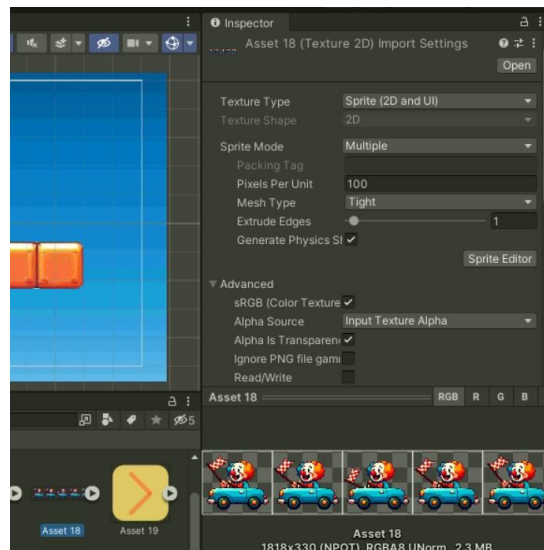 Inspector
Asset 18 (Texture 2D) Import Settings
Open
Texture Type Sprite (2D and UI)
Texture Shape 2D
Sprite Mode Multiple
Packing Tag
Pixels Per Unit 100
Mesh Type Tight
Extrude Edges 1
Generate Physics Sh
Sprite Editor
Advanced
sRGB (Color Texture
Alpha Source Input Texture Alpha
Alpha Is Transparen
Ignore PNG file gam
Read/Write
Asset 18 RGB R G B
5
Asset 18 Asset 19
Asset 18
1818x330 (NPOT) RGBA8 UNorm 2.3 MB